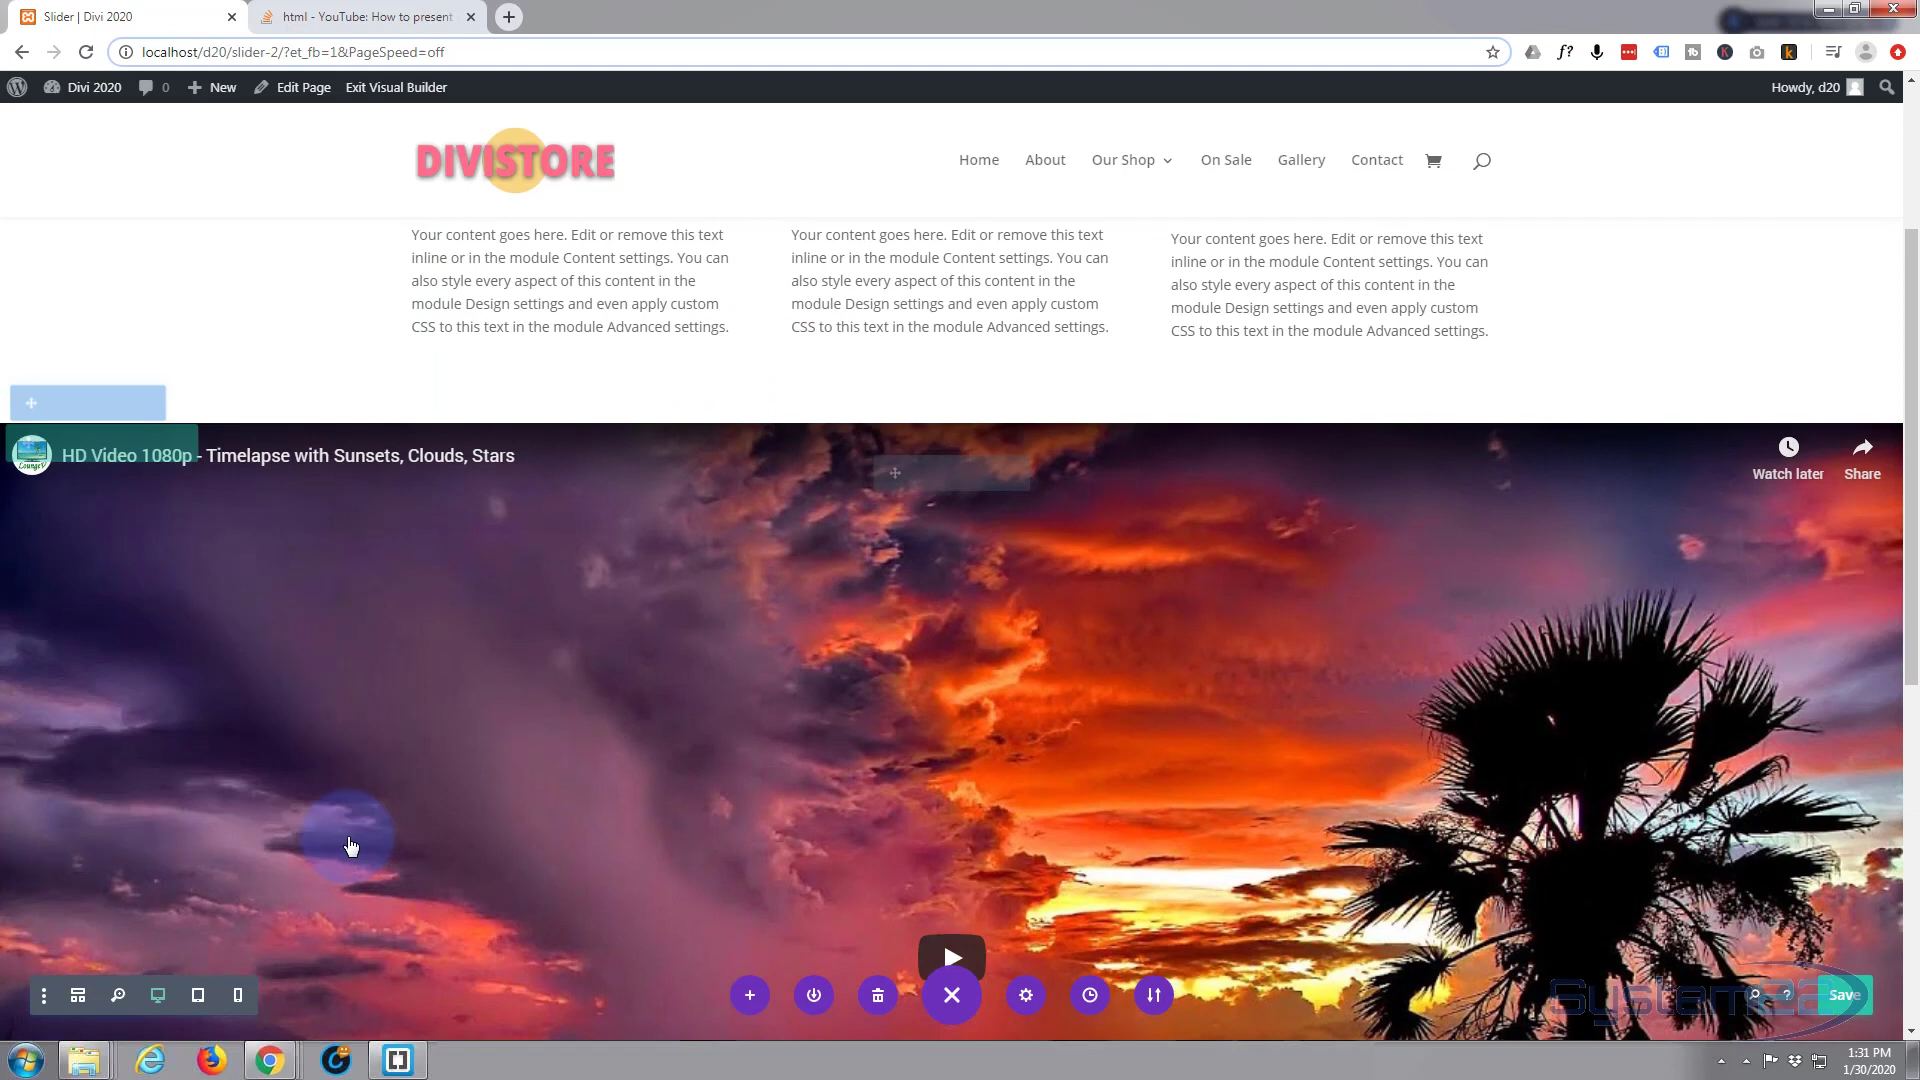 Slider | Divi 2020
html - YouTube: How to present
localhost/d20/slider-2/?et_fb=1&PageSpeed=off
Divi 2020
0
New
Edit Page
Exit Visual Builder
Howdy, d20
DIVISTORE
Home
About
Our Shop
On Sale
Gallery
Contact
Your content goes here. Edit or remove this text
inline or in the module Content settings. You can
also style every aspect of this content in the
module Design settings and even apply custom
CSS to this text in the module Advanced settings.
Your content goes here. Edit or remove this text
inline or in the module Content settings. You can
also style every aspect of this content in the
module Design settings and even apply custom
CSS to this text in the module Advanced settings.
Your content goes here. Edit or remove this text
inline or in the module Content settings. You can
also style every aspect of this content in the
module Design settings and even apply custom
CSS to this text in the module Advanced settings.
LoungeV
HD Video 1080p - Timelapse with Sunsets, Clouds, Stars
Watch later
Share
System22
Save
1:31 PM
1/30/2020